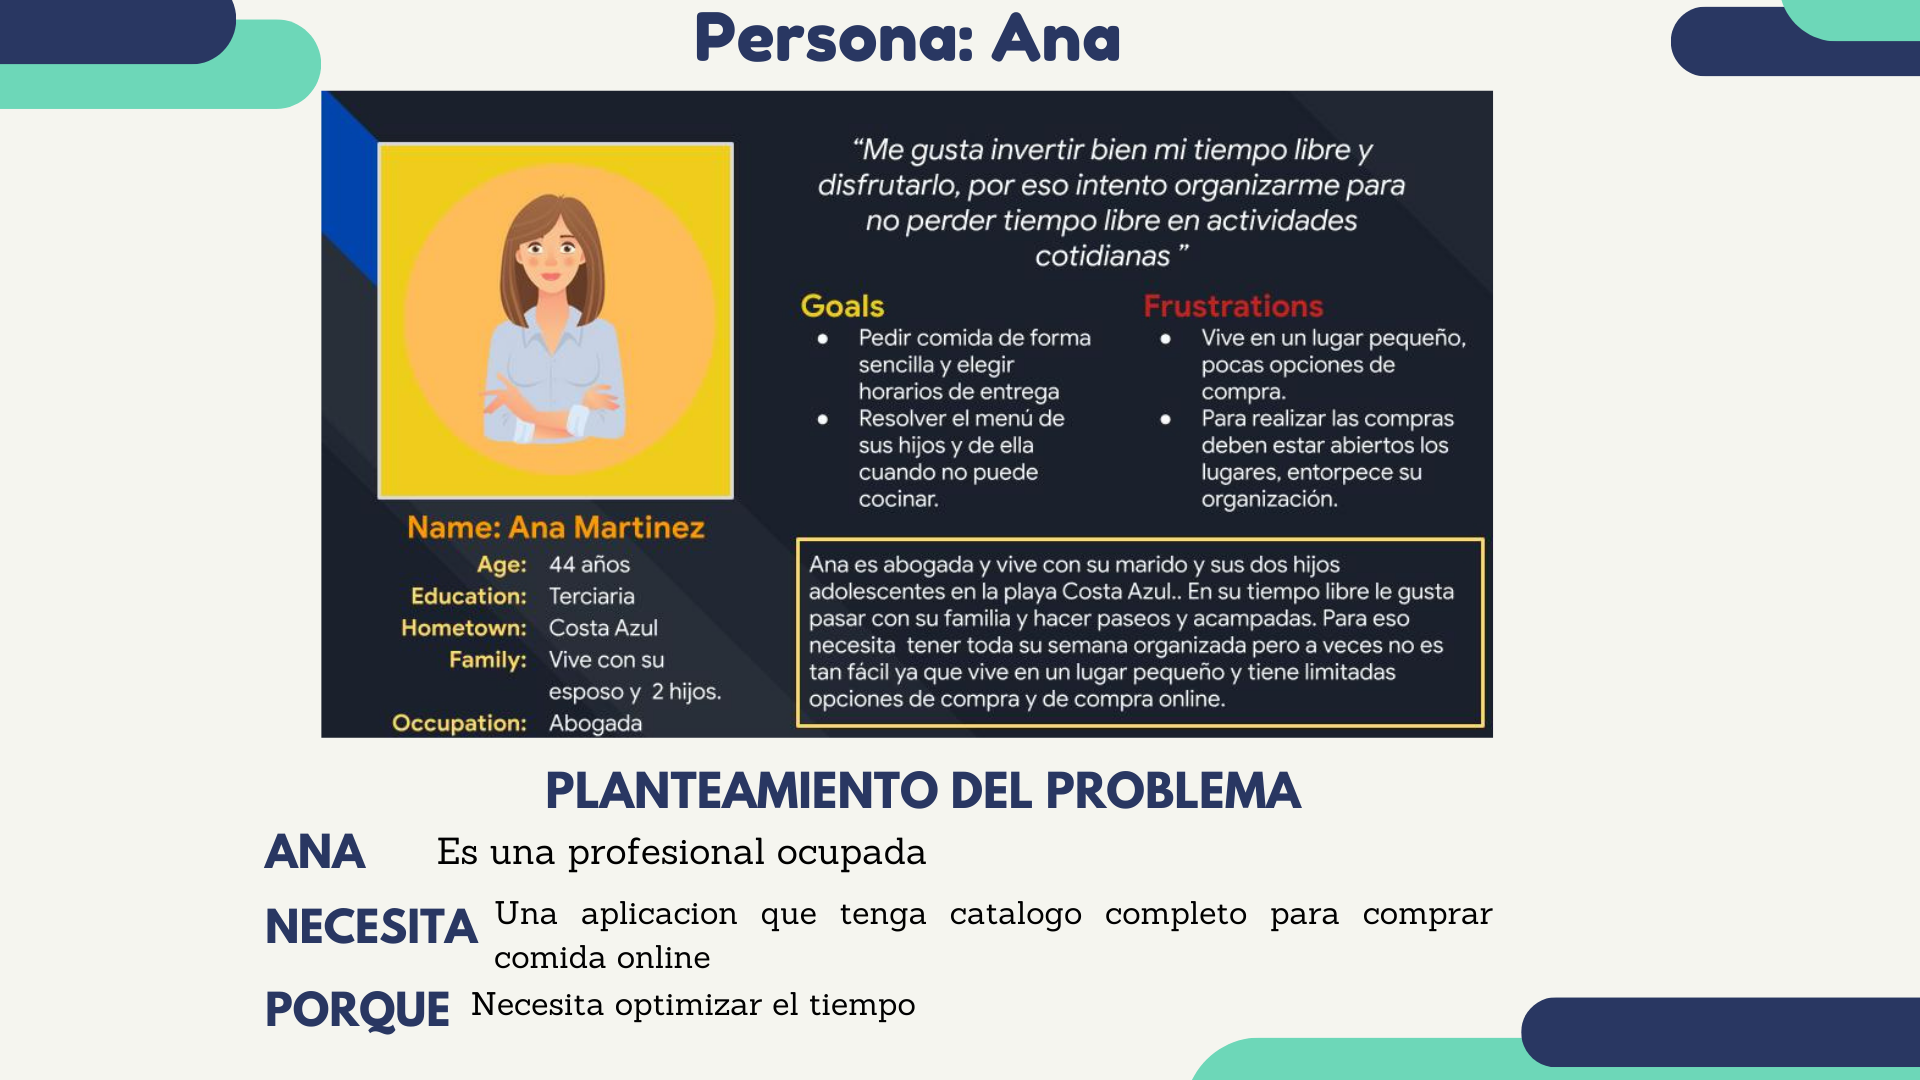 Persona: Ana
“Me gusta invertir bien mi tiempo libre y
disfrutarlo, por eso intento organizarme para
no perder tiempo libre en actividades
cotidianas ”
Goals
● Pedir comida de forma
sencilla y elegir
horarios de entrega
● Resolver el menú de
sus hijos y de ella
cuando no puede
cocinar.
Frustrations
● Vive en un lugar pequeño,
pocas opciones de
compra.
● Para realizar las compras
deben estar abiertos los
lugares, entorpece su
organización.
Name: Ana Martinez
Age: 44 años
Education: Terciaria
Hometown: Costa Azul
Family: Vive con su
esposo y 2 hijos.
Occupation: Abogada
Ana es abogada y vive con su marido y sus dos hijos
adolescentes en la playa Costa Azul.. En su tiempo libre le gusta
pasar con su familia y hacer paseos y acampadas. Para eso
necesita tener toda su semana organizada pero a veces no es
tan fácil ya que vive en un lugar pequeño y tiene limitadas
opciones de compra y de compra online.
PLANTEAMIENTO DEL PROBLEMA
ANA Es una profesional ocupada
NECESITA Una aplicacion que tenga catalogo completo para comprar
comida online
PORQUE Necesita optimizar el tiempo